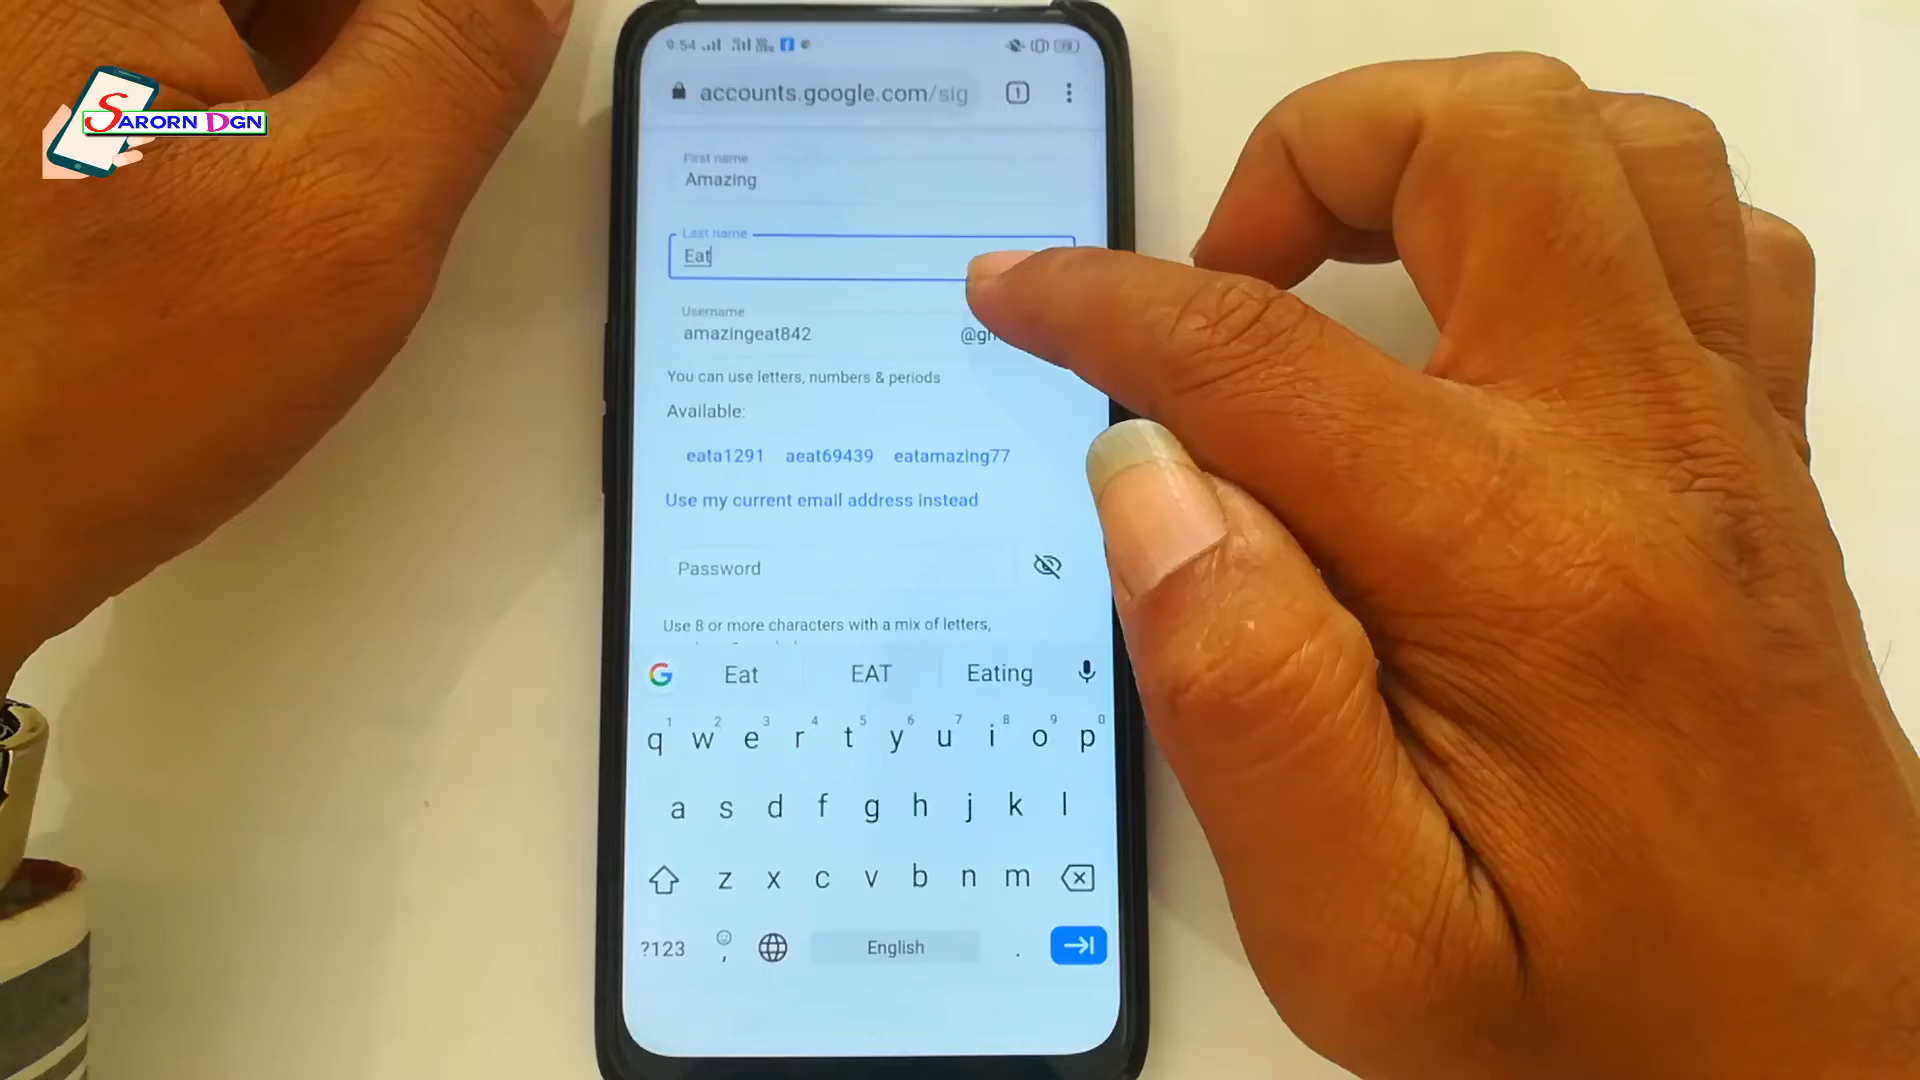 SARORN DGN
9:54
accounts.google.com/sig
1
First name
Amazing
Last name
Eat
Username
amazingeat842
You can use letters, numbers & periods
Available:
eata1291 aeat69439 eatamazing77
Use my current email address instead
Password
Use 8 or more characters with a mix of letters,
G Eat EAT Eating
1 2 3 4 5 6 7 8 9 0
q w e r t y u i o p
a s d f g h j k l
z x c v b n m
?123 , English .